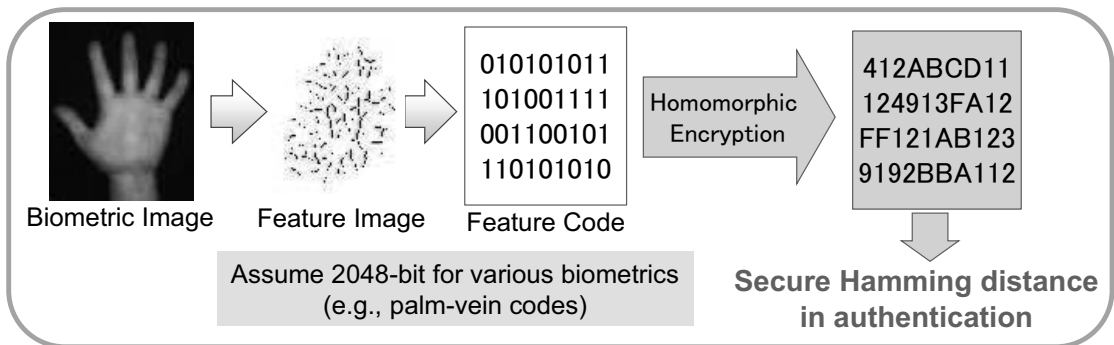 010101011
101001111
001100101
110101010
Homomorphic
Encryption
412ABCD11
124913FA12
FF121AB123
9192BBA112
Biometric Image
Feature Image
Feature Code
Assume 2048-bit for various biometrics
(e.g., palm-vein codes)
Secure Hamming distance
in authentication